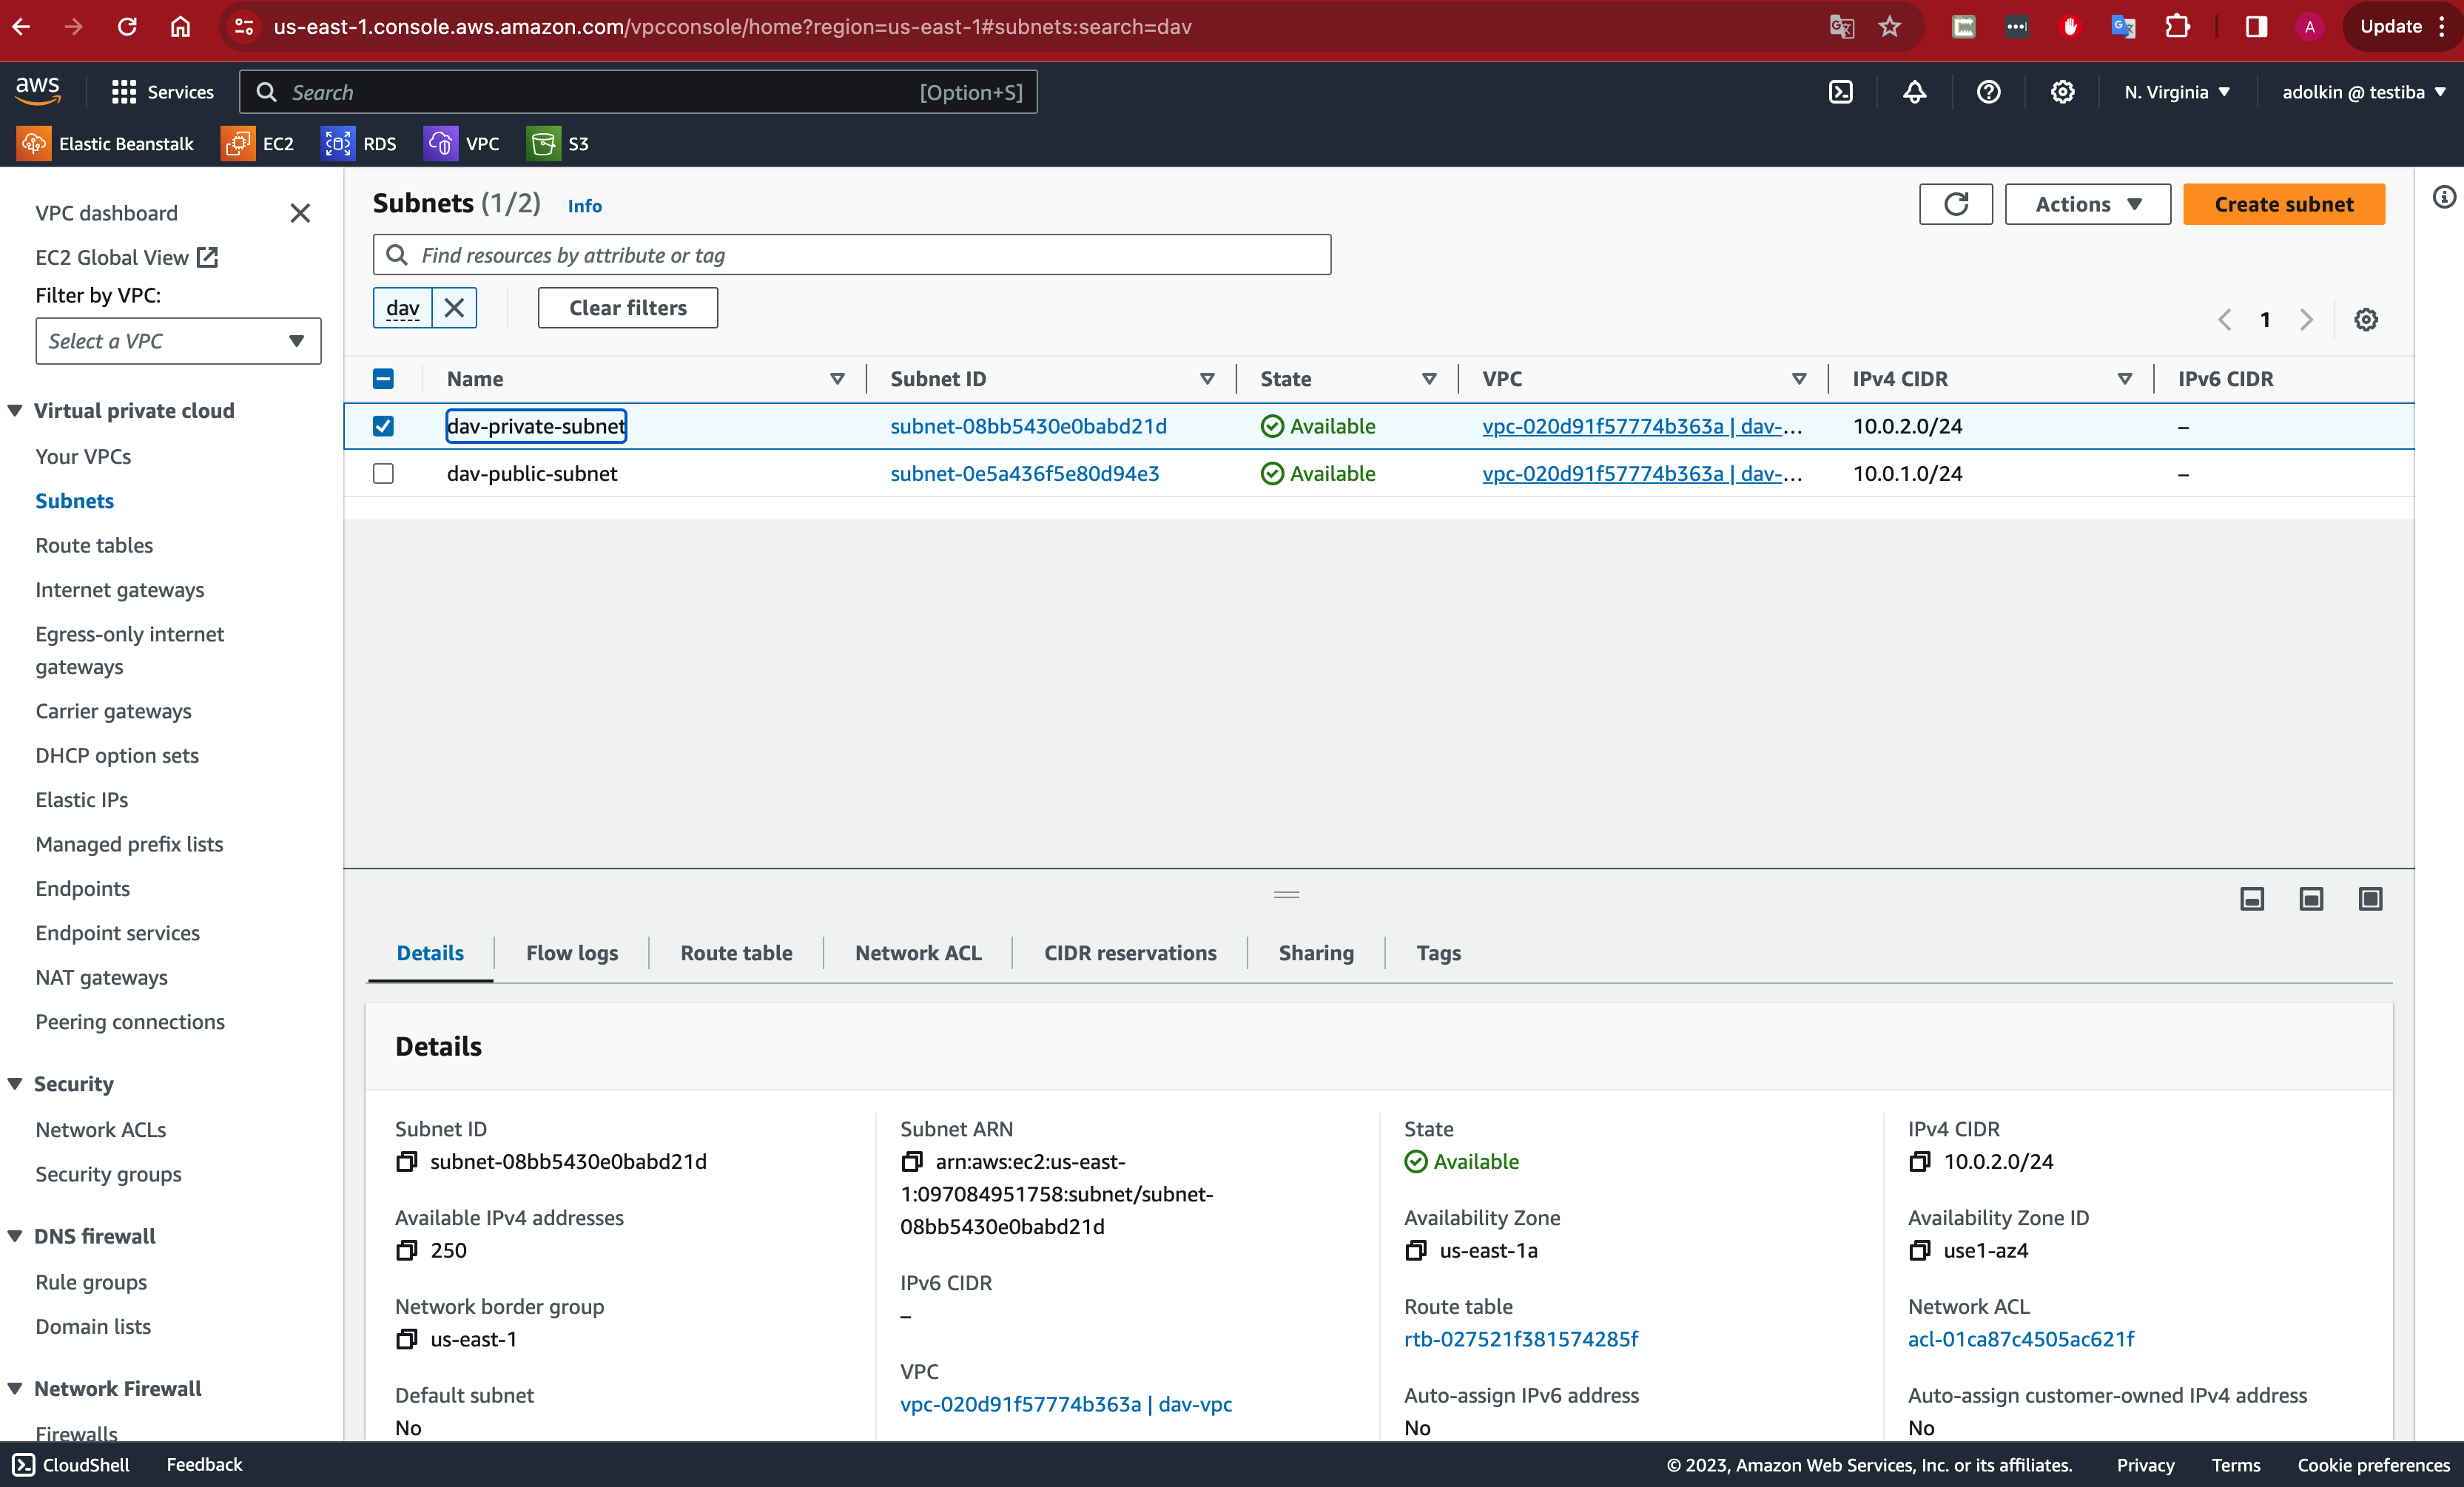 us-east-1.console.aws.amazon.com/vpcconsole/home?region=us-east-1#subnets:search=dav
A
Update
aws
Services
Search
[Option+S]
N. Virginia
adolkin @ testiba
Elastic Beanstalk
EC2
RDS
VPC
S3
VPC dashboard
EC2 Global View
Filter by VPC:
Select a VPC
Virtual private cloud
Your VPCs
Subnets
Route tables
Internet gateways
Egress-only internet
gateways
Carrier gateways
DHCP option sets
Elastic IPs
Managed prefix lists
Endpoints
Endpoint services
NAT gateways
Peering connections
Security
Network ACLs
Security groups
DNS firewall
Rule groups
Domain lists
Network Firewall
Firewalls
Subnets (1/2) Info
Actions
Create subnet
Find resources by attribute or tag
dav
Clear filters
1
Name Subnet ID State VPC IPv4 CIDR IPv6 CIDR
dav-private-subnet subnet-08bb5430e0babd21d Available vpc-020d91f57774b363a | dav-... 10.0.2.0/24 –
dav-public-subnet subnet-0e5a436f5e80d94e3 Available vpc-020d91f57774b363a | dav-... 10.0.1.0/24 –
Details Flow logs Route table Network ACL CIDR reservations Sharing Tags
Details
Subnet ID
subnet-08bb5430e0babd21d
Available IPv4 addresses
250
Network border group
us-east-1
Default subnet
No
Subnet ARN
arn:aws:ec2:us-east-
1:097084951758:subnet/subnet-
08bb5430e0babd21d
IPv6 CIDR
–
VPC
vpc-020d91f57774b363a | dav-vpc
State
Available
Availability Zone
us-east-1a
Route table
rtb-027521f381574285f
Auto-assign IPv6 address
No
IPv4 CIDR
10.0.2.0/24
Availability Zone ID
use1-az4
Network ACL
acl-01ca87c4505ac621f
Auto-assign customer-owned IPv4 address
No
CloudShell
Feedback
© 2023, Amazon Web Services, Inc. or its affiliates.
Privacy
Terms
Cookie preferences